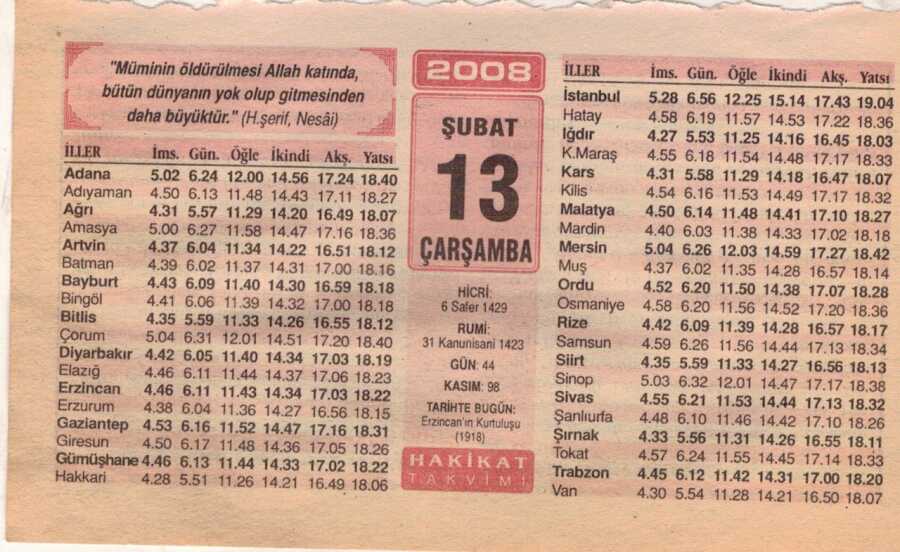 "Müminin öldürülmesi Allah katında,
bütün dünyanın yok olup gitmesinden
daha büyüktür." (H.şerif, Nesâi)
İLLER İms. Gün. Öğle İkindi Akş. Yatsı
Adana 5.02 6.24 12.00 14.56 17.24 18.40
Adıyaman 4.50 6.13 11.48 14.43 17.11 18.27
Ağrı 4.31 5.57 11.29 14.20 16.49 18.07
Amasya 5.00 6.27 11.58 14.47 17.16 18.36
Artvin 4.37 6.04 11.34 14.22 16.51 18.12
Batman 4.39 6.02 11.37 14.31 17.00 18.16
Bayburt 4.43 6.09 11.40 14.30 16.59 18.18
Bingöl 4.41 6.06 11.39 14.32 17.00 18.18
Bitlis 4.35 5.59 11.33 14.26 16.55 18.12
Çorum 5.04 6.31 12.01 14.51 17.20 18.40
Diyarbakır 4.42 6.05 11.40 14.34 17.03 18.19
Elazığ 4.46 6.11 11.44 14.37 17.06 18.23
Erzincan 4.46 6.11 11.43 14.34 17.03 18.22
Erzurum 4.38 6.04 11.36 14.27 16.56 18.15
Gaziantep 4.53 6.16 11.52 14.47 17.16 18.31
Giresun 4.50 6.17 11.48 14.36 17.05 18.26
Gümüşhane 4.46 6.13 11.44 14.33 17.02 18.22
Hakkari 4.28 5.51 11.26 14.21 16.49 18.06
2008
ŞUBAT
13
ÇARŞAMBA
HİCRİ:
6 Safer 1429
RUMİ:
31 Kanunisani 1423
GÜN: 44
KASIM: 98
TARİHTE BUGÜN:
Erzincan'ın Kurtuluşu
(1918)
HAKİKAT
TAKVİMİ
İLLER İms. Gün. Öğle İkindi Akş. Yatsı
İstanbul 5.28 6.56 12.25 15.14 17.43 19.04
Hatay 4.58 6.19 11.57 14.53 17.22 18.36
Iğdır 4.27 5.53 11.25 14.16 16.45 18.03
K.Maraş 4.55 6.18 11.54 14.48 17.17 18.33
Kars 4.31 5.58 11.29 14.18 16.47 18.07
Kilis 4.54 6.16 11.53 14.49 17.17 18.32
Malatya 4.50 6.14 11.48 14.41 17.10 18.27
Mardin 4.40 6.03 11.38 14.33 17.02 18.18
Mersin 5.04 6.26 12.03 14.59 17.27 18.42
Muş 4.37 6.02 11.35 14.28 16.57 18.14
Ordu 4.52 6.20 11.50 14.38 17.07 18.28
Osmaniye 4.58 6.20 11.56 14.52 17.20 18.36
Rize 4.42 6.09 11.39 14.28 16.57 18.17
Samsun 4.59 6.26 11.56 14.44 17.13 18.34
Siirt 4.35 5.59 11.33 14.27 16.56 18.13
Sinop 5.03 6.32 12.01 14.47 17.17 18.38
Sivas 4.55 6.21 11.53 14.44 17.13 18.32
Şanlıurfa 4.48 6.10 11.46 14.42 17.10 18.26
Şırnak 4.33 5.56 11.31 14.26 16.55 18.11
Tokat 4.57 6.24 11.55 14.45 17.14 18.33
Trabzon 4.45 6.12 11.42 14.31 17.00 18.20
Van 4.30 5.54 11.28 14.21 16.50 18.07